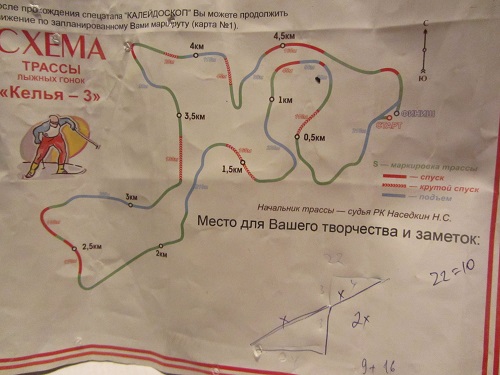 осле прохождения спецэтапа "КАЛЕЙДОСКОП" Вы можете продолжить
вижение по запланированному Вами маршруту (карта №1).
СХЕМА
ТРАССЫ
ЛЫЖНЫХ ГОНОК
«Келья – 3»
4км
4,5км
С
Ю
1км
3,5км
0,5км
ФИНИШ
СТАРТ
1,5км
3км
2,5км
2км
S — маркировка трассы
— спуск
— крутой спуск
— подъем
Начальник трассы — судья РК Наседкин Н.С.
Место для Вашего творчества и заметок:
22=10
x
x
2x
9+16